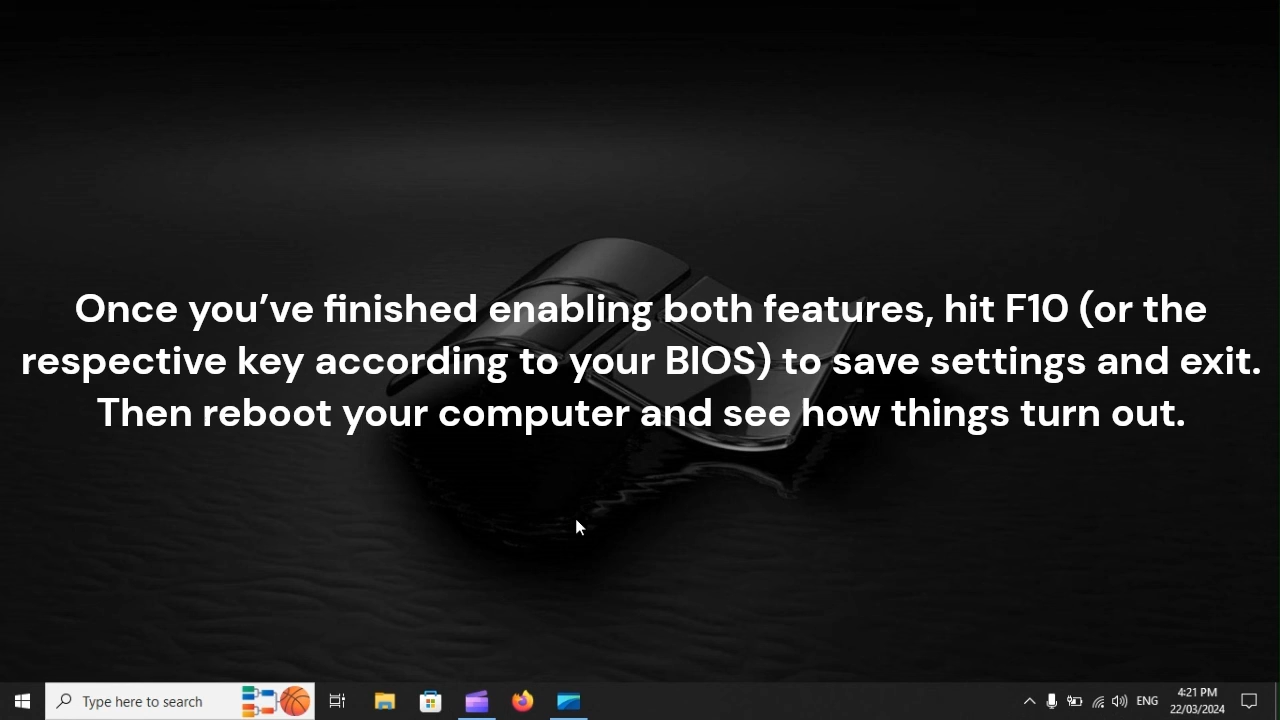 Once you’ve finished enabling both features, hit F10 (or the
respective key according to your BIOS) to save settings and exit.
Then reboot your computer and see how things turn out.
Type here to search
ENG
4:21 PM
22/03/2024